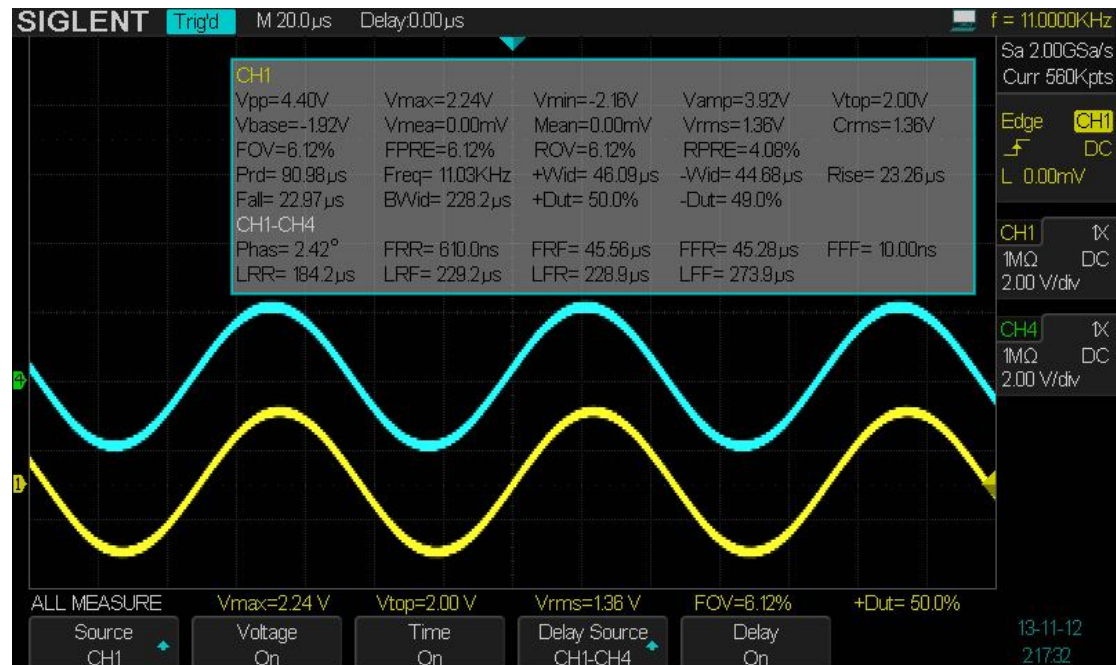 SIGLENT Trig'd M 20.0µs Delay:0.00µs f = 11.0000KHz
Sa 2.00GSa/s
Curr 560Kpts
Edge CH1
DC
L 0.00mV
CH1 1X
1MΩ DC
2.00 V/div
CH4 1X
1MΩ DC
2.00 V/div
CH1
Vpp=4.40V Vmax=2.24V Vmin=-2.16V Vamp=3.92V Vtop=2.00V
Vbase=-1.92V Vmea=0.00mV Mean=0.00mV Vrms=1.36V Crms=1.36V
FOV=6.12% FPRE=6.12% ROV=6.12% RPRE=4.08%
Prd= 90.98µs Freq= 11.03KHz +Wid= 46.09µs -Wid= 44.68µs Rise= 23.26µs
Fall= 22.97µs BWid= 228.2µs +Dut= 50.0% -Dut= 49.0%
CH1-CH4
Phas= 2.42° FRR= 610.0ns FRF= 45.56µs FFR= 45.28µs FFF= 10.00ns
LRR= 184.2µs LRF= 229.2µs LFR= 228.9µs LFF= 273.9µs
4
1
ALL MEASURE Vmax=2.24 V Vtop=2.00 V Vrms=1.36 V FOV=6.12% +Dut= 50.0%
Source Voltage Time Delay Source Delay
CH1 On On CH1-CH4 On
13-11-12
21:7:32